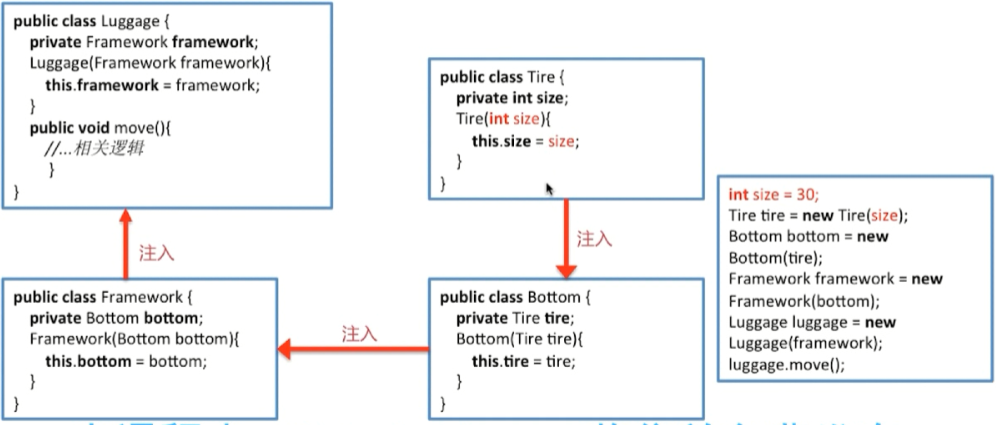 public class Luggage {
private Framework framework;
Luggage(Framework framework){
this.framework = framework;
}
public void move(){
//...相关逻辑
}
}
注入
public class Framework {
private Bottom bottom;
Framework(Bottom bottom){
this.bottom = bottom;
}
}
注入
public class Tire {
private int size;
Tire(int size){
this.size = size;
}
}
注入
public class Bottom {
private Tire tire;
Bottom(Tire tire){
this.tire = tire;
}
}
int size = 30;
Tire tire = new Tire(size);
Bottom bottom = new
Bottom(tire);
Framework framework = new
Framework(bottom);
Luggage luggage = new
Luggage(framework);
luggage.move();